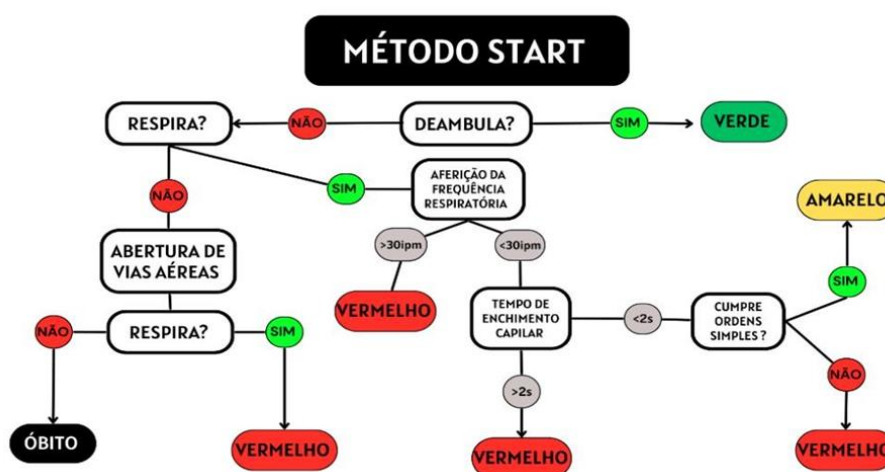 MÉTODO START
RESPIRA?
NÃO
DEAMBULA?
SIM
VERDE
NÃO
SIM
AFERIÇÃO DA
FREQUÊNCIA
RESPIRATÓRIA
AMARELO
ABERTURA DE
VIAS AÉREAS
>30ipm
<30ipm
SIM
VERMELHO
TEMPO DE
ENCHIMENTO
CAPILAR
<2s
CUMPRE
ORDENS
SIMPLES ?
NÃO
RESPIRA?
SIM
NÃO
>2s
ÓBITO
VERMELHO
VERMELHO
VERMELHO